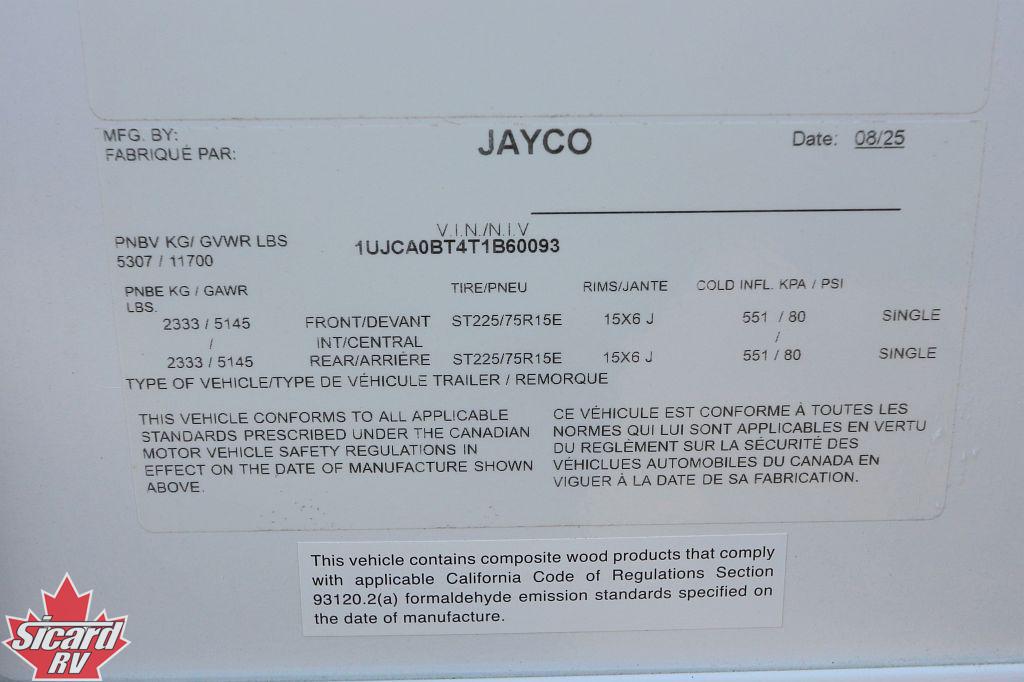 MFG. BY: JAYCO Date: 08/25
FABRIQUÉ PAR:
V.I.N./N.I.V
PNBV KG/ GVWR LBS 1UJCA0BT4T1B60093
5307 / 11700
PNBE KG / GAWR TIRE/PNEU RIMS/JANTE COLD INFL. KPA / PSI
LBS.
2333 / 5145 FRONT/DEVANT ST225/75R15E 15X6 J 551 / 80 SINGLE
/ INT/CENTRAL /
2333 / 5145 REAR/ARRIÈRE ST225/75R15E 15X6 J 551 / 80 SINGLE
TYPE OF VEHICLE/TYPE DE VÉHICULE TRAILER / REMORQUE
THIS VEHICLE CONFORMS TO ALL APPLICABLE
STANDARDS PRESCRIBED UNDER THE CANADIAN
MOTOR VEHICLE SAFETY REGULATIONS IN
EFFECT ON THE DATE OF MANUFACTURE SHOWN
ABOVE.
CE VÉHICULE EST CONFORME À TOUTES LES
NORMES QUI LUI SONT APPLICABLES EN VERTU
DU REGLÈMENT SUR LA SÉCURITÉ DES
VÉHICLUES AUTOMOBILES DU CANADA EN
VIGUER À LA DATE DE SA FABRICATION.
This vehicle contains composite wood products that comply
with applicable California Code of Regulations Section
93120.2(a) formaldehyde emission standards specified on
the date of manufacture.
Sicard
RV